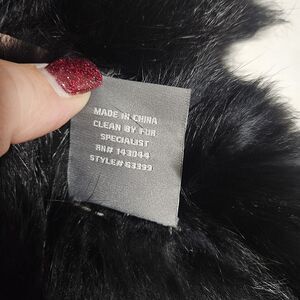 MADE IN CHINA
CLEAN BY FUR
SPECIALIST
RN# 143044
STYLE# 63399